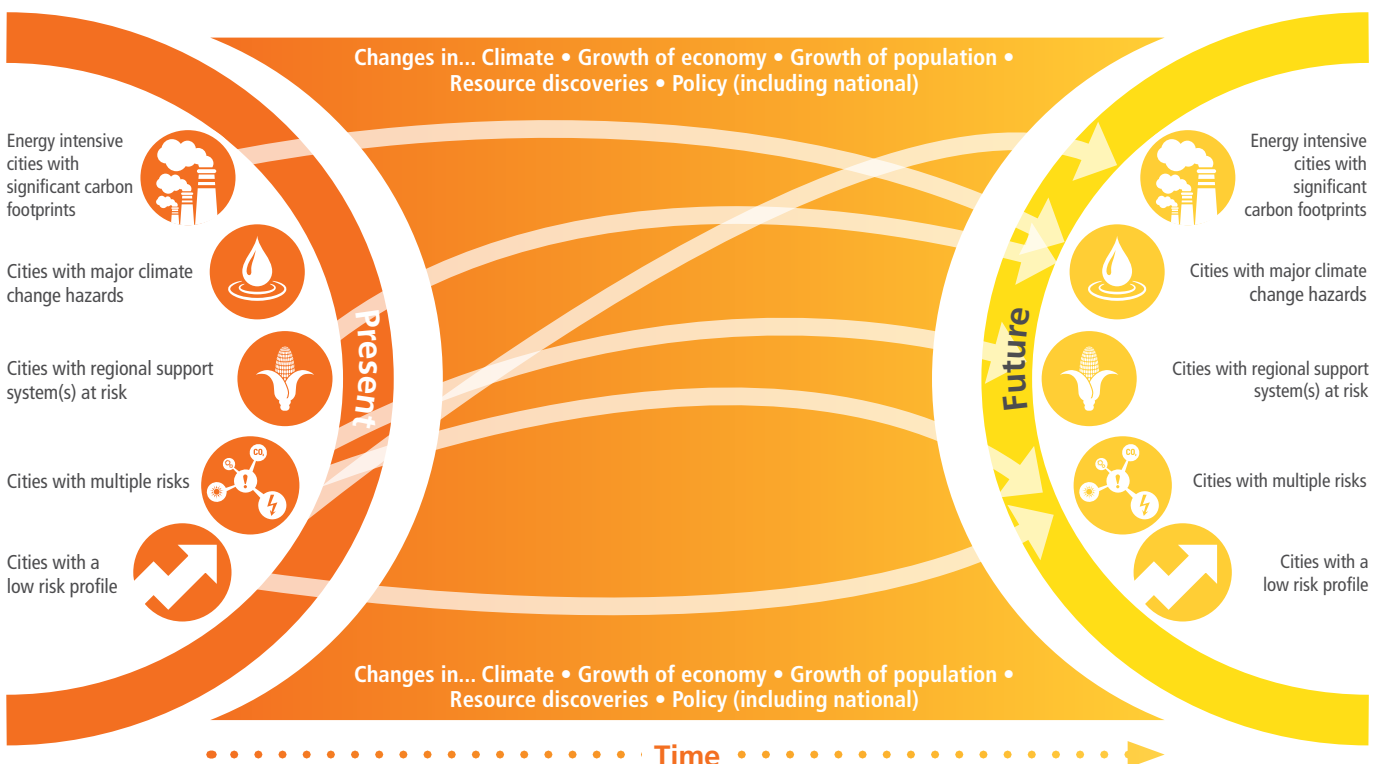 Changes in... Climate • Growth of economy • Growth of population •
Resource discoveries • Policy (including national)
Energy intensive
cities with
significant carbon
footprints
Cities with major climate
change hazards
Cities with regional support
system(s) at risk
Cities with multiple risks
Cities with a
low risk profile
CO₂
!
Present
Future
Energy intensive
cities with
significant
carbon footprints
Cities with major climate
change hazards
Cities with regional support
system(s) at risk
Cities with multiple risks
Cities with a
low risk profile
CO₂
!
Changes in... Climate • Growth of economy • Growth of population •
Resource discoveries • Policy (including national)
Time